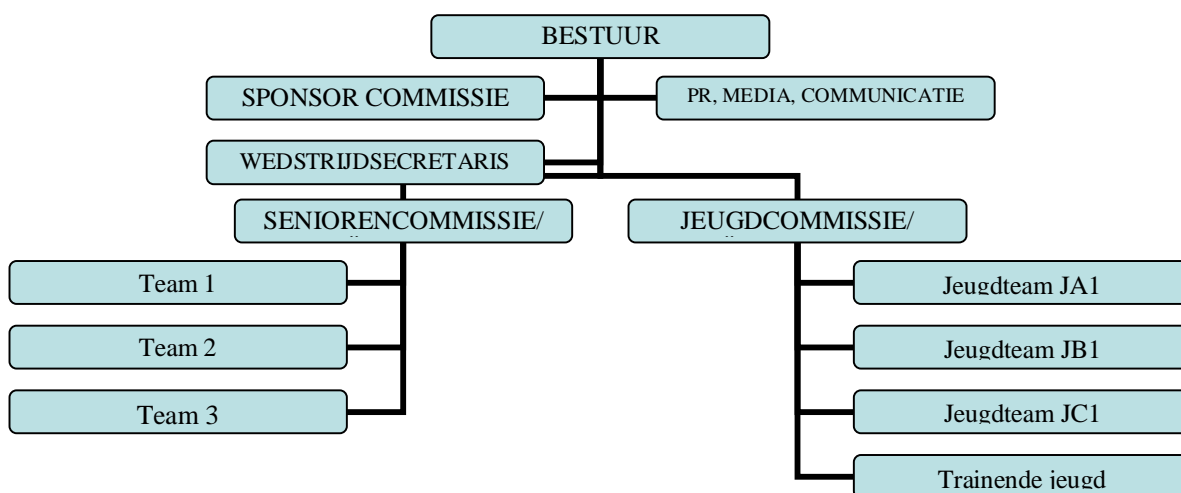 BESTUUR
SPONSOR COMMISSIE
PR, MEDIA, COMMUNICATIE
WEDSTRIJDSECRETARIS
SENIORENCOMMISSIE/
JEUGDCOMMISSIE/
Team 1
Jeugdteam JA1
Team 2
Jeugdteam JB1
Team 3
Jeugdteam JC1
Trainende jeugd